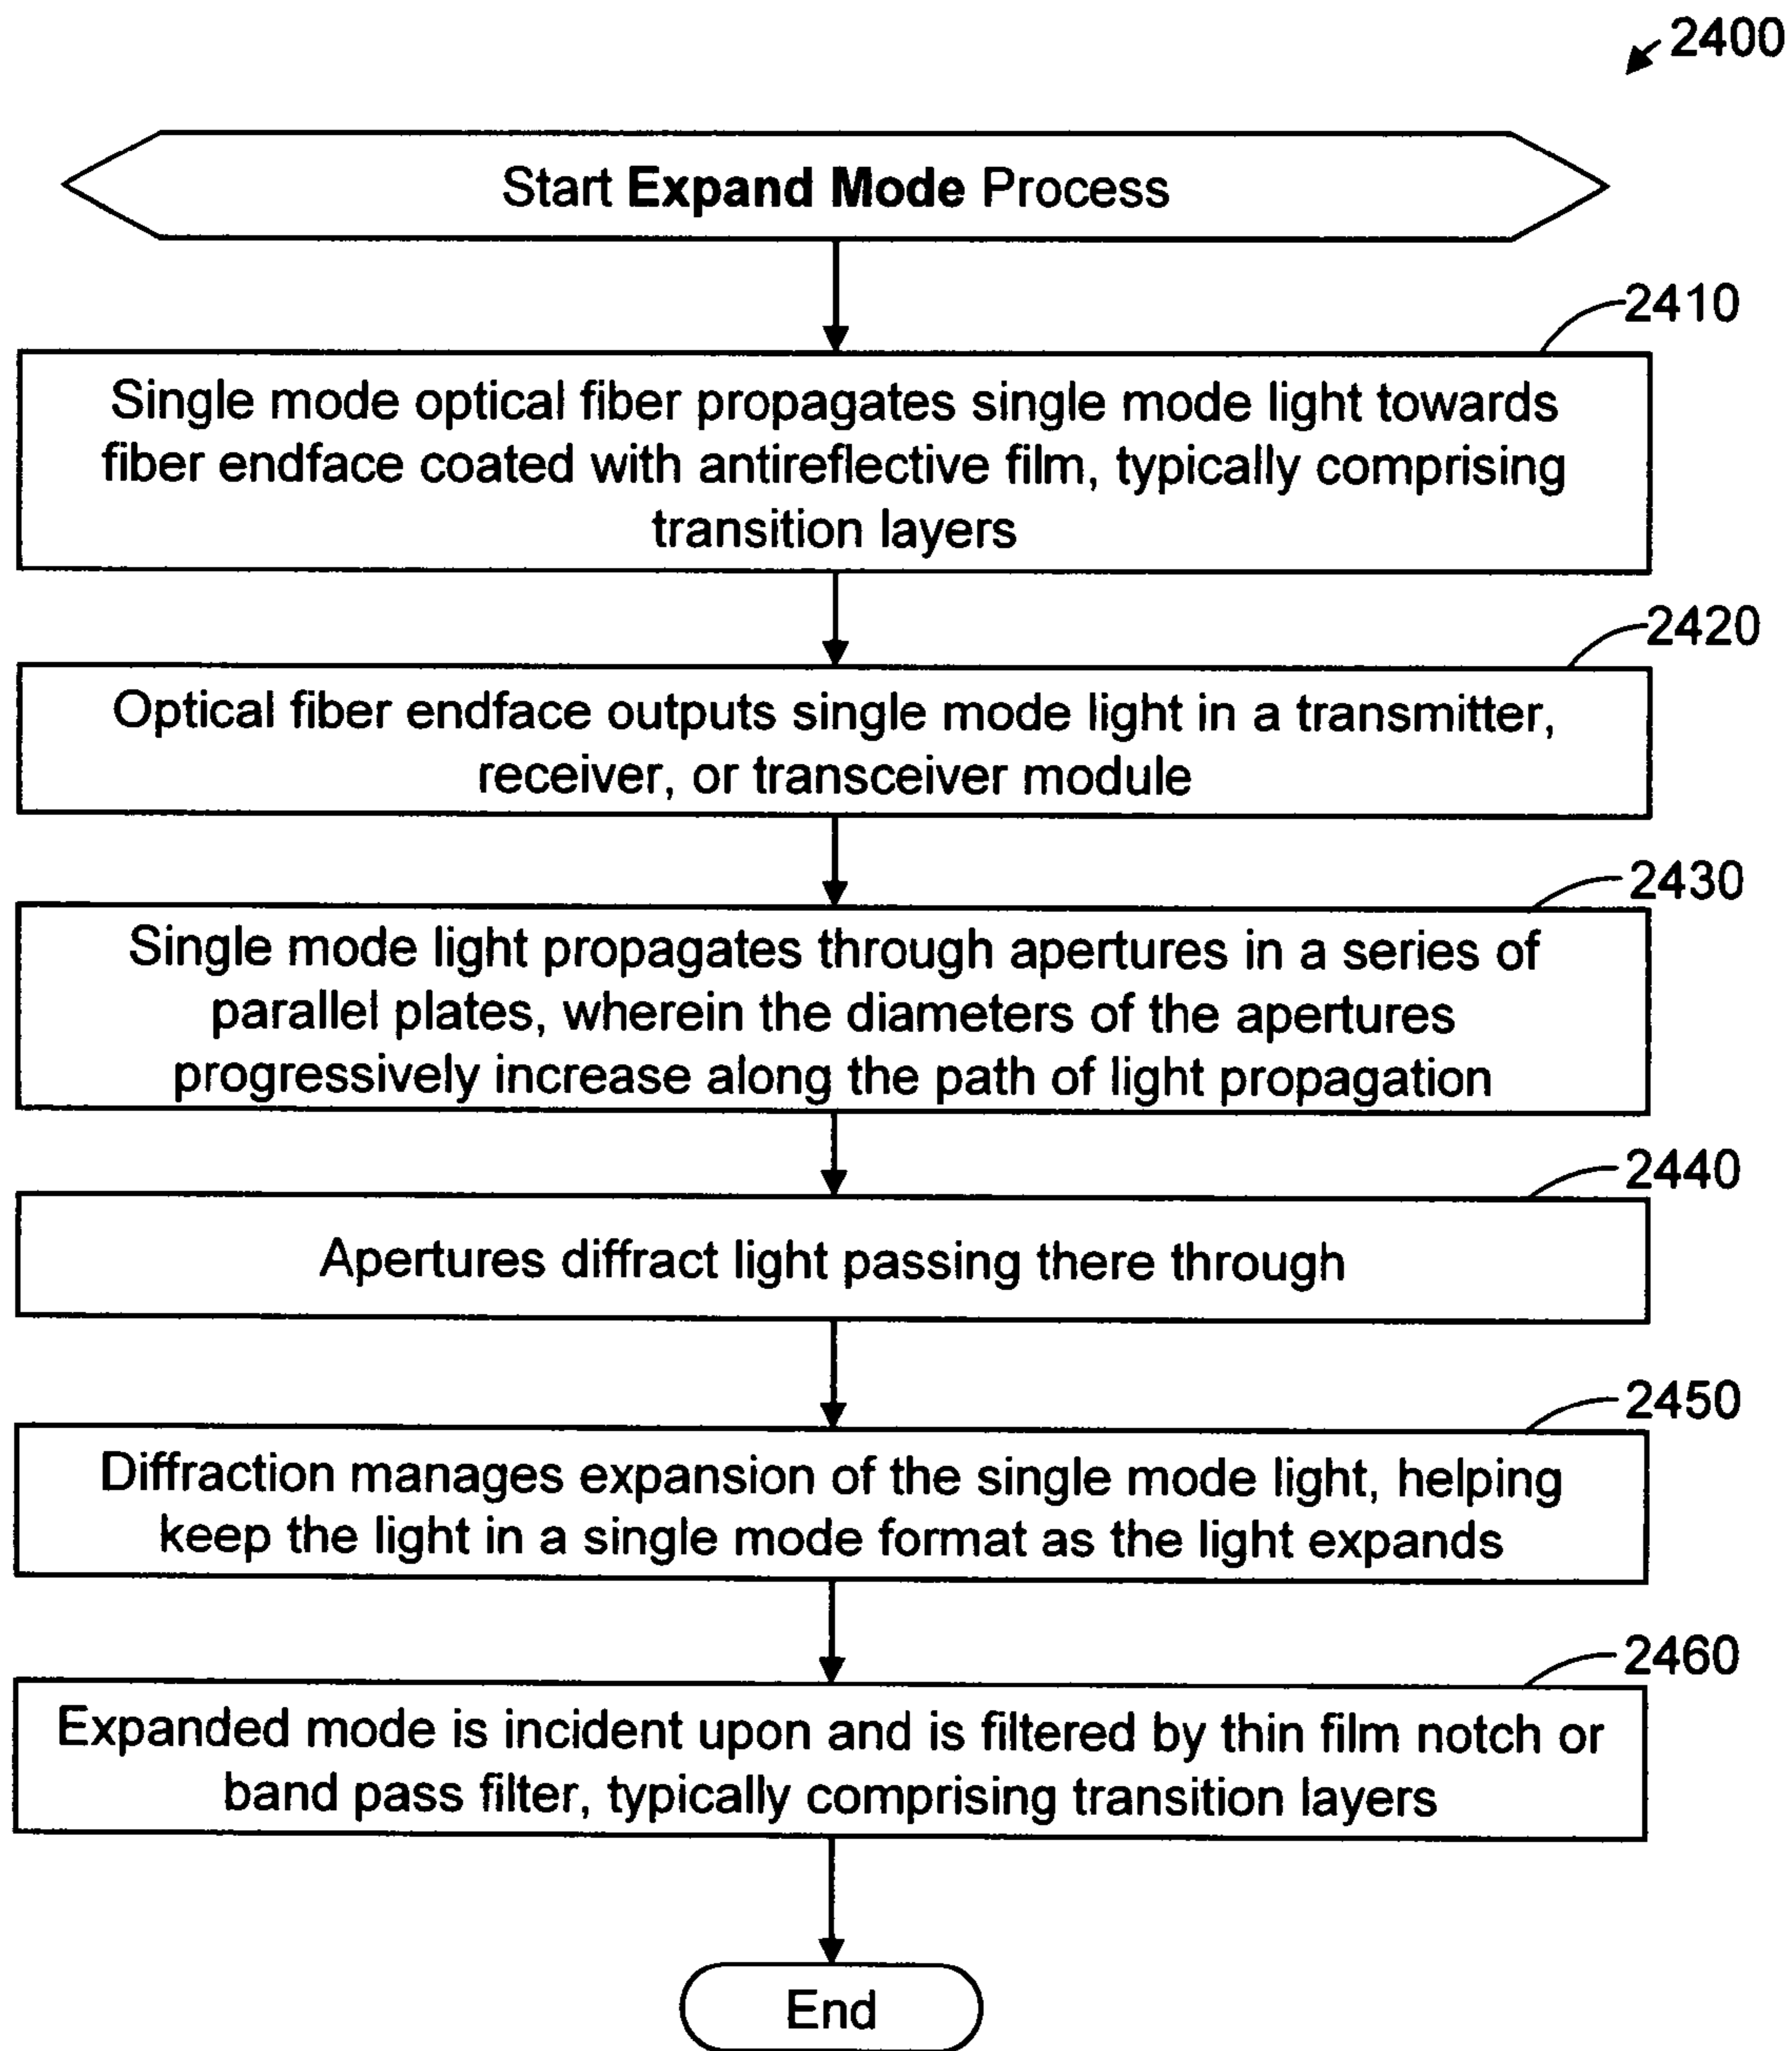 2400
Start Expand Mode Process
2410
Single mode optical fiber propagates single mode light towards
fiber endface coated with antireflective film, typically comprising
transition layers
2420
Optical fiber endface outputs single mode light in a transmitter,
receiver, or transceiver module
2430
Single mode light propagates through apertures in a series of
parallel plates, wherein the diameters of the apertures
progressively increase along the path of light propagation
2440
Apertures diffract light passing there through
2450
Diffraction manages expansion of the single mode light, helping
keep the light in a single mode format as the light expands
2460
Expanded mode is incident upon and is filtered by thin film notch or
band pass filter, typically comprising transition layers
End